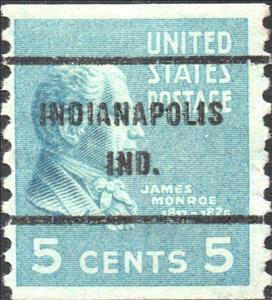 UNITED
STATES
POSTAGE
INDIANAPOLIS
IND.
JAMES
MONROE
1817-1825
5 CENTS 5